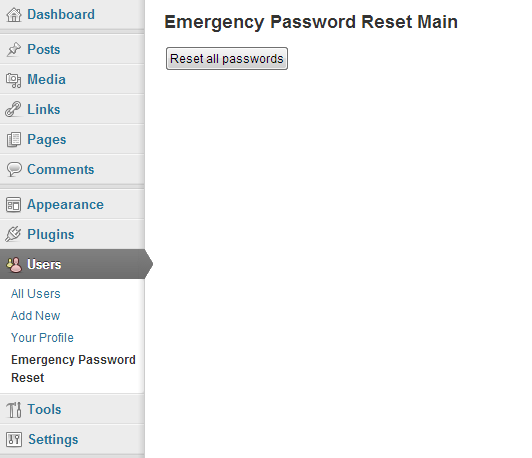 Dashboard
Posts
Media
Links
Pages
Comments
Appearance
Plugins
Users
All Users
Add New
Your Profile
Emergency Password
Reset
Tools
Settings
Emergency Password Reset Main
Reset all passwords